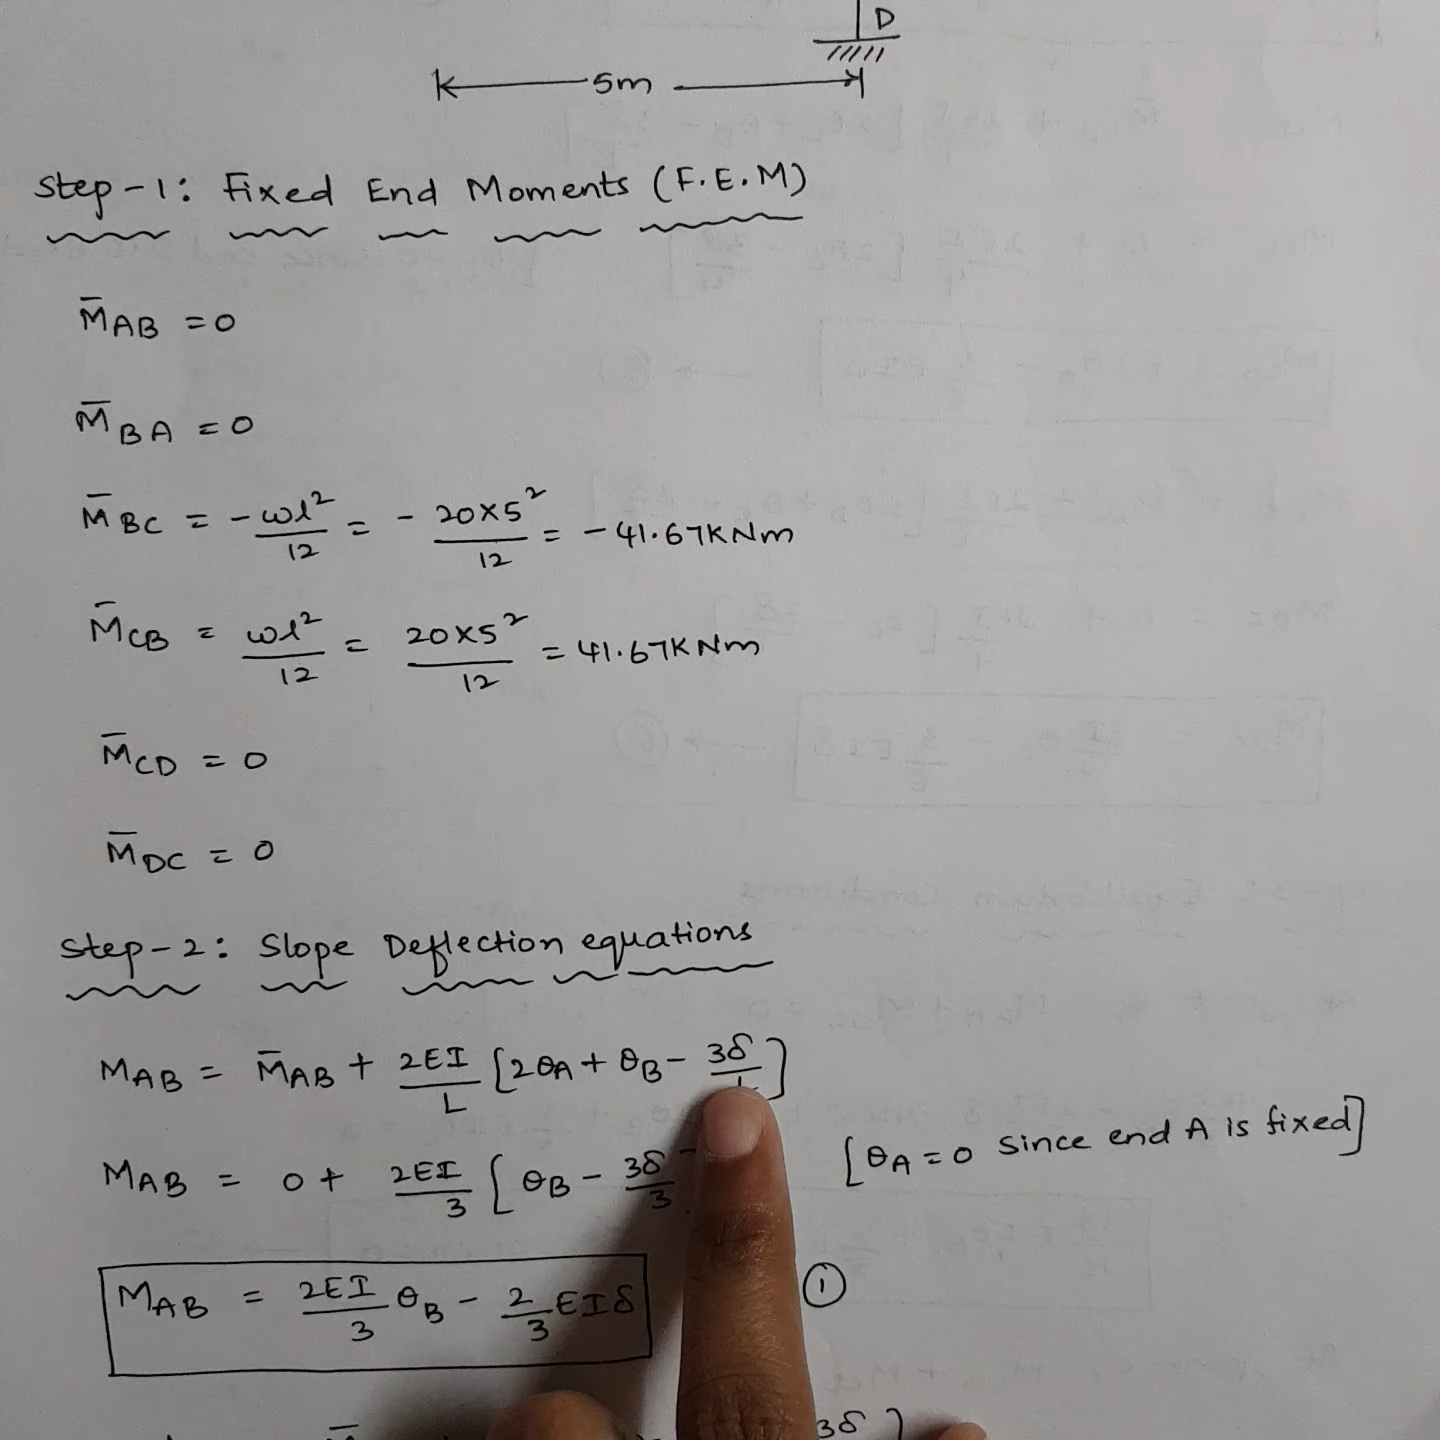 D
5m
Step-1: Fixed End Moments (F.E.M)
M̄AB = 0
M̄BA = 0
M̄BC = -wl²/12 = - 20×5²/12 = -41.67KNm
M̄CB = wl²/12 = 20×5²/12 = 41.67KNm
M̄CD = 0
M̄DC = 0
Step-2: Slope Deflection equations
MAB = M̄AB + 2EI/L [2θA + θB - 3δ/L]
MAB = 0 + 2EI/3 [θB - 3δ/3 [θA = 0 since end A is fixed]
MAB = 2EI/3 θB - 2/3 EIδ ①
3δ ]